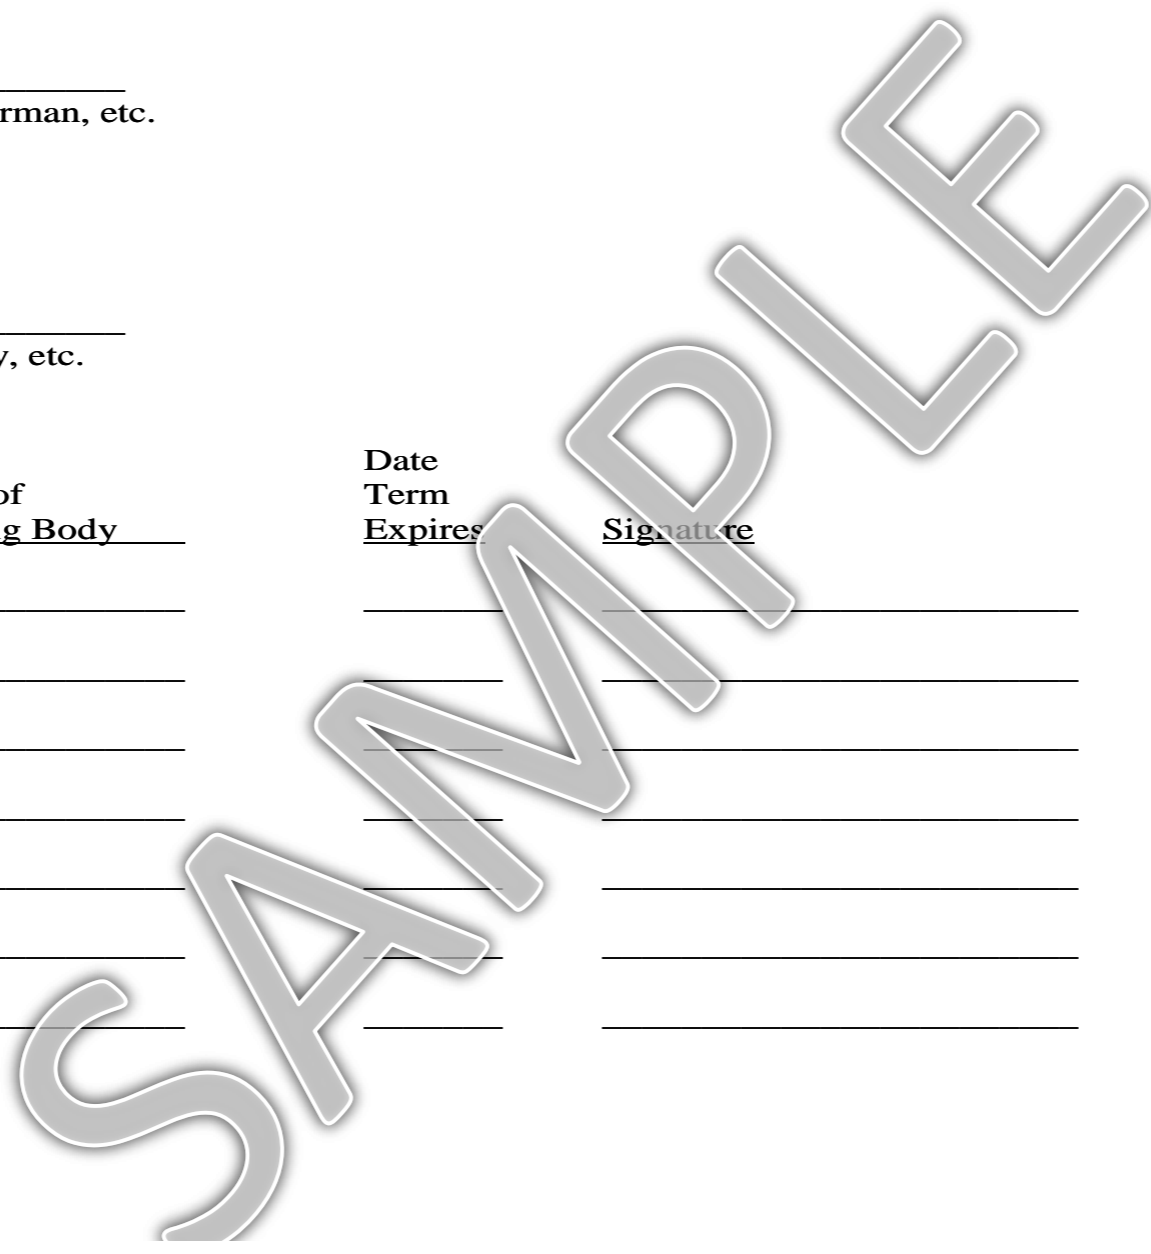 rman, etc.
y, etc.
Date
of Term
g Body Expires Signature
SAMPLE